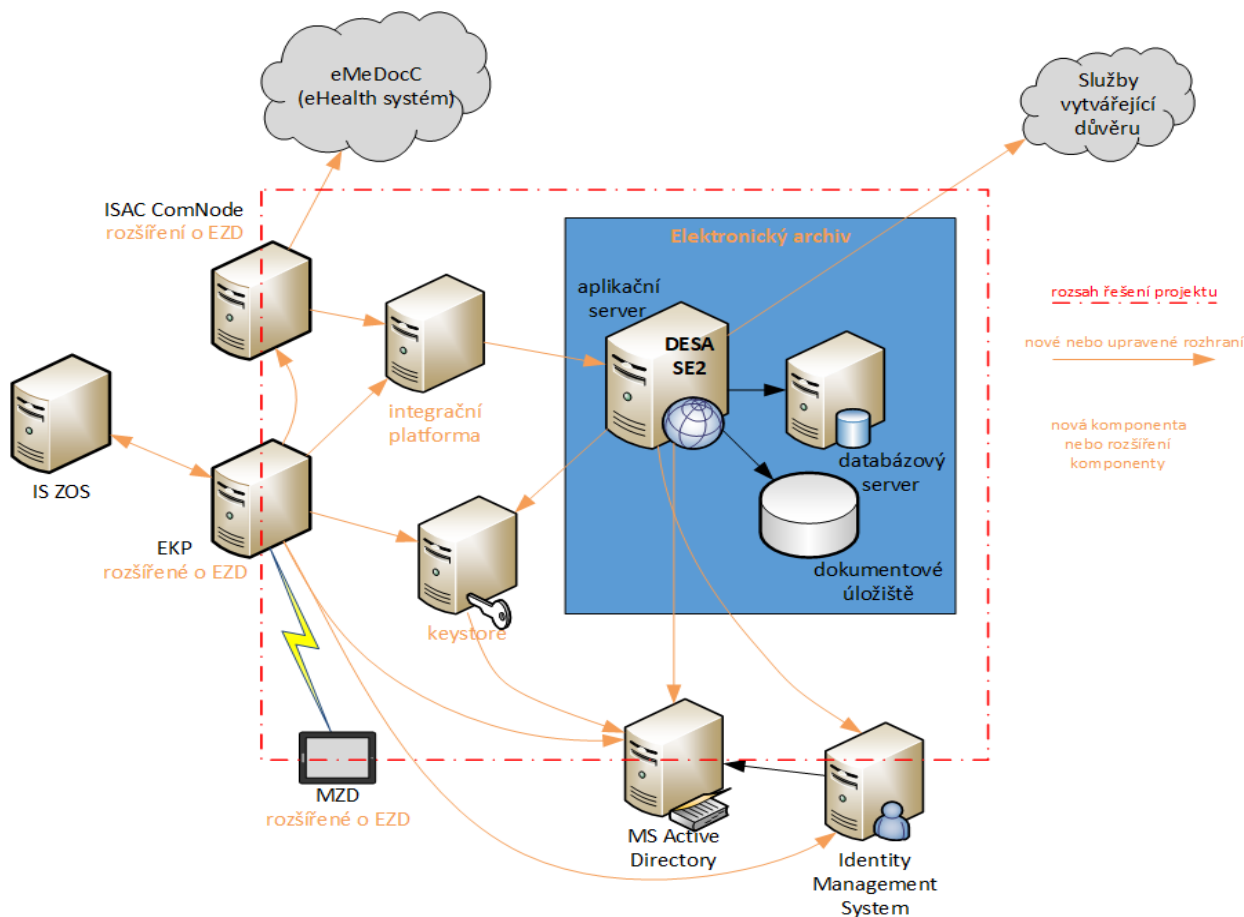 eMeDocC
(eHealth systém)
Služby
vytvářející
důvěru
ISAC ComNode
rozšíření o EZD
Elektronický archiv
aplikační
server
DESA
SE2
rozsah řešení projektu
nové nebo upravené rozhraní
integrační
platforma
nová komponenta
nebo rozšíření
komponenty
databázový
server
IS ZOS
EKP
rozšířené o EZD
dokumentové
úložiště
keystore
MZD
rozšířené o EZD
MS Active
Directory
Identity
Management
System